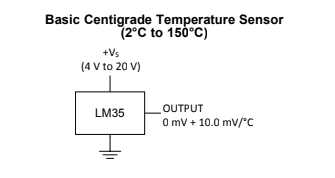 Basic Centigrade Temperature Sensor
(2°C to 150°C)
+VS
(4 V to 20 V)
LM35
OUTPUT
0 mV + 10.0 mV/°C